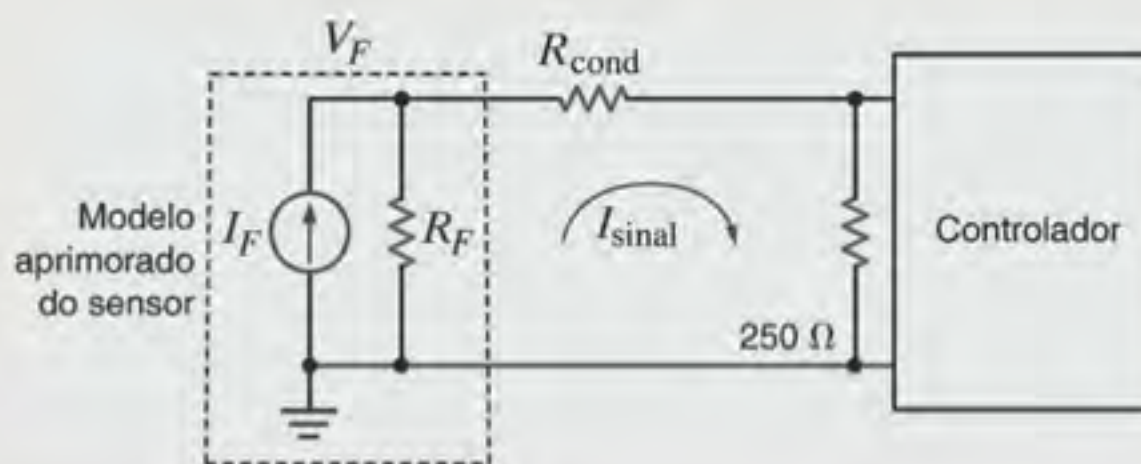 V_F
R_cond
Modelo
aprimorado
do sensor
I_F
R_F
I_sinal
250 Ω
Controlador